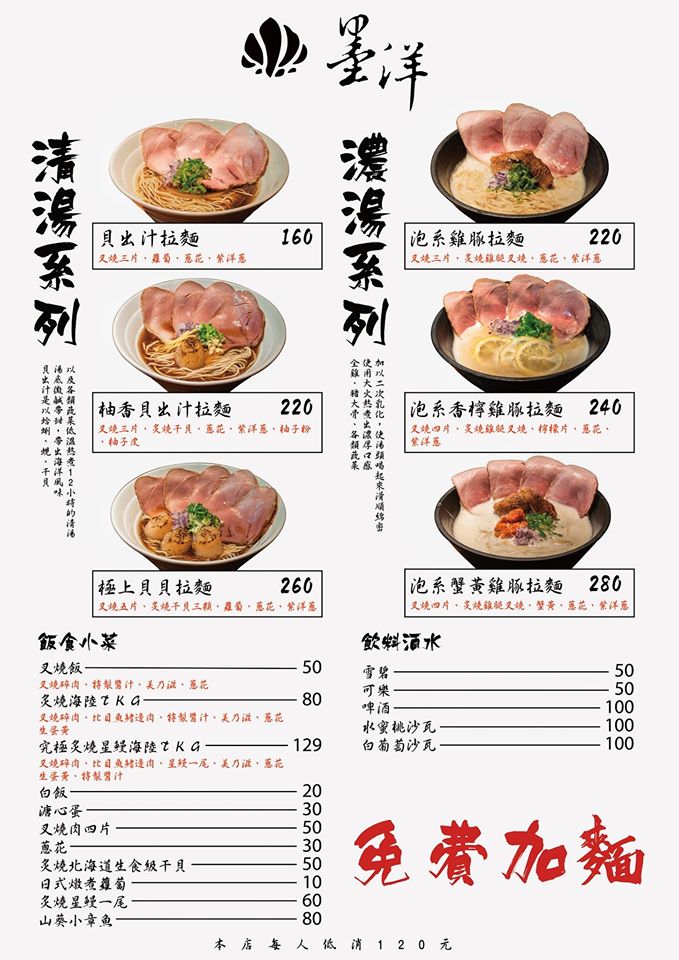 墨洋
清湯系列
貝出汁拉麵 160
叉燒三片、蘿蔔、蔥花、紫洋蔥
柚香貝出汁拉麵 220
叉燒三片、炙燒干貝、蔥花、紫洋蔥、柚子粉
、柚子皮
極上貝貝拉麵 260
叉燒五片、炙燒干貝三顆、蘿蔔、蔥花、紫洋蔥
貝出汁是以蛤蜊、蜆、干貝
湯底微鹹帶甜，帶出海洋風味
以及各類蔬菜低溫熬煮12小時的清湯
濃湯系列
泡系雞豚拉麵 220
叉燒三片、炙燒雞腿叉燒、蔥花、紫洋蔥
泡系香檸雞豚拉麵 240
叉燒四片、炙燒雞腿叉燒、檸檬片、蔥花、
紫洋蔥
泡系蟹黃雞豚拉麵 280
叉燒四片、炙燒雞腿叉燒、蟹黃、蔥花、紫洋蔥
全雞、豬大骨、各類蔬菜
使用大火熬煮出濃厚口感
加以二次乳化，使湯頭喝起來滑順綿密
飯食小菜
叉燒飯 50
叉燒碎肉、特製醬汁、美乃滋、蔥花
炙燒海陸TKG 80
叉燒碎肉、比目魚鰭邊肉、特製醬汁、美乃滋、蔥花
生蛋黃
究極炙燒星鰻海陸TKG 129
叉燒碎肉、比目魚鰭邊肉、星鰻一尾、美乃滋、蔥花
生蛋黃、特製醬汁
白飯 20
溏心蛋 30
叉燒肉四片 50
蔥花 30
炙燒北海道生食級干貝 50
日式燉煮蘿蔔 10
炙燒星鰻一尾 60
山葵小章魚 80
飲料酒水
雪碧 50
可樂 50
啤酒 100
水蜜桃沙瓦 100
白葡萄沙瓦 100
免費加麵
本店每人低消120元